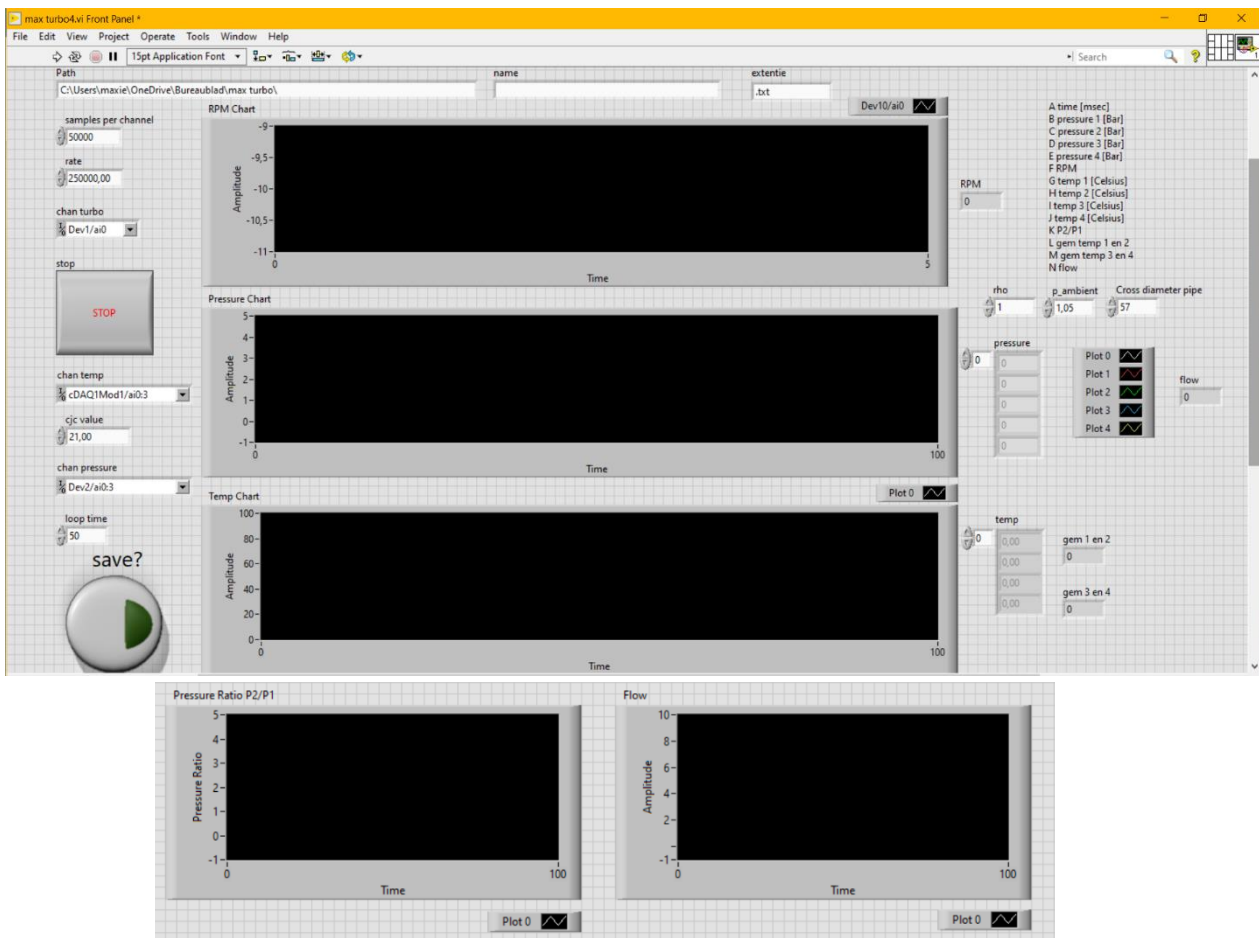 max turbo4.vi Front Panel *
File Edit View Project Operate Tools Window Help
15pt Application Font
Search
Path
C:\Users\maxie\OneDrive\Bureaublad\max turbo\
name
extentie
.txt
samples per channel
50000
rate
250000,00
chan turbo
Dev1/ai0
stop
STOP
chan temp
cDAQ1Mod1/ai0:3
cjc value
21,00
chan pressure
Dev2/ai0:3
loop time
50
save?
RPM Chart
Dev10/ai0
-9
-9,5
-10
-10,5
-11
Amplitude
0
5
Time
RPM
0
A time [msec]
B pressure 1 [Bar]
C pressure 2 [Bar]
D pressure 3 [Bar]
E pressure 4 [Bar]
F RPM
G temp 1 [Celsius]
H temp 2 [Celsius]
I temp 3 [Celsius]
J temp 4 [Celsius]
K P2/P1
L gem temp 1 en 2
M gem temp 3 en 4
N flow
rho
1
p_ambient
1,05
Cross diameter pipe
57
Pressure Chart
5
4
3
2
1
0
-1
Amplitude
0
100
Time
pressure
0
0
0
0
0
0
Plot 0
Plot 1
Plot 2
Plot 3
Plot 4
flow
0
Temp Chart
Plot 0
100
80
60
40
20
0
Amplitude
0
100
Time
temp
0
0,00
0,00
0,00
0,00
gem 1 en 2
0
gem 3 en 4
0
Pressure Ratio P2/P1
5
4
3
2
1
0
-1
Pressure Ratio
0
100
Time
Plot 0
Flow
10
8
6
4
2
-1
Amplitude
0
100
Time
Plot 0